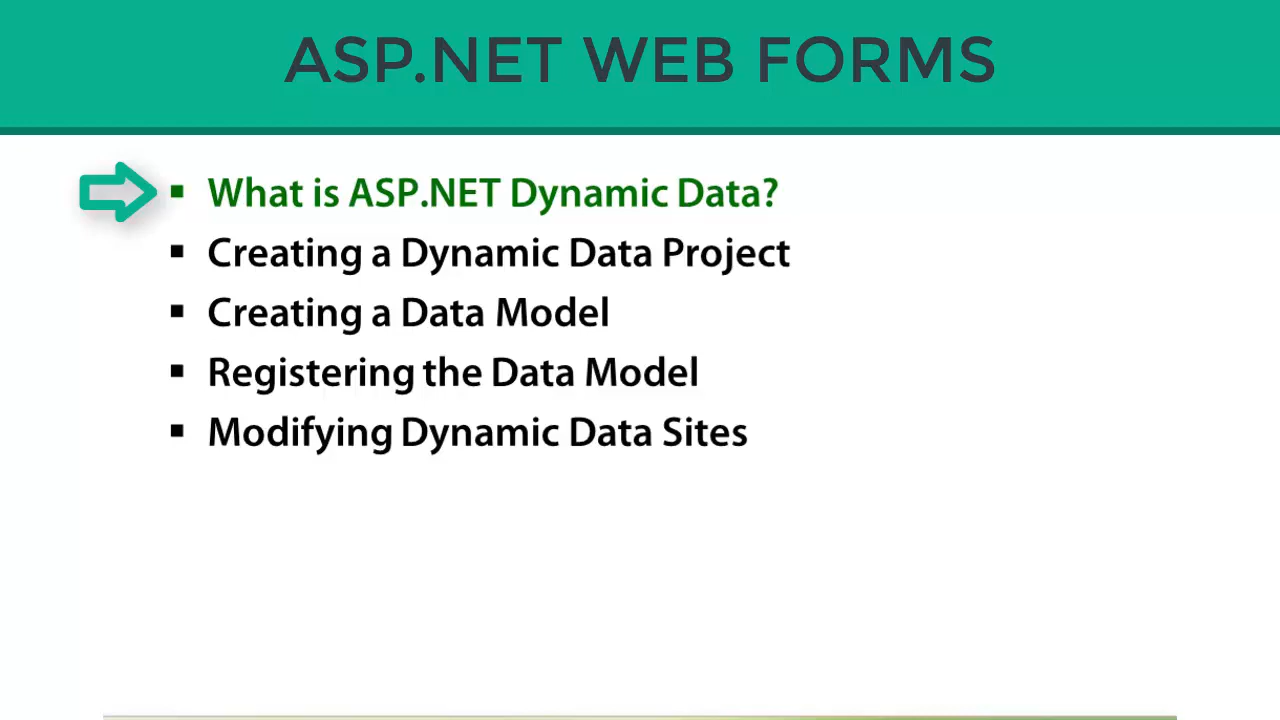 ASP.NET WEB FORMS
▪ What is ASP.NET Dynamic Data?
▪ Creating a Dynamic Data Project
▪ Creating a Data Model
▪ Registering the Data Model
▪ Modifying Dynamic Data Sites